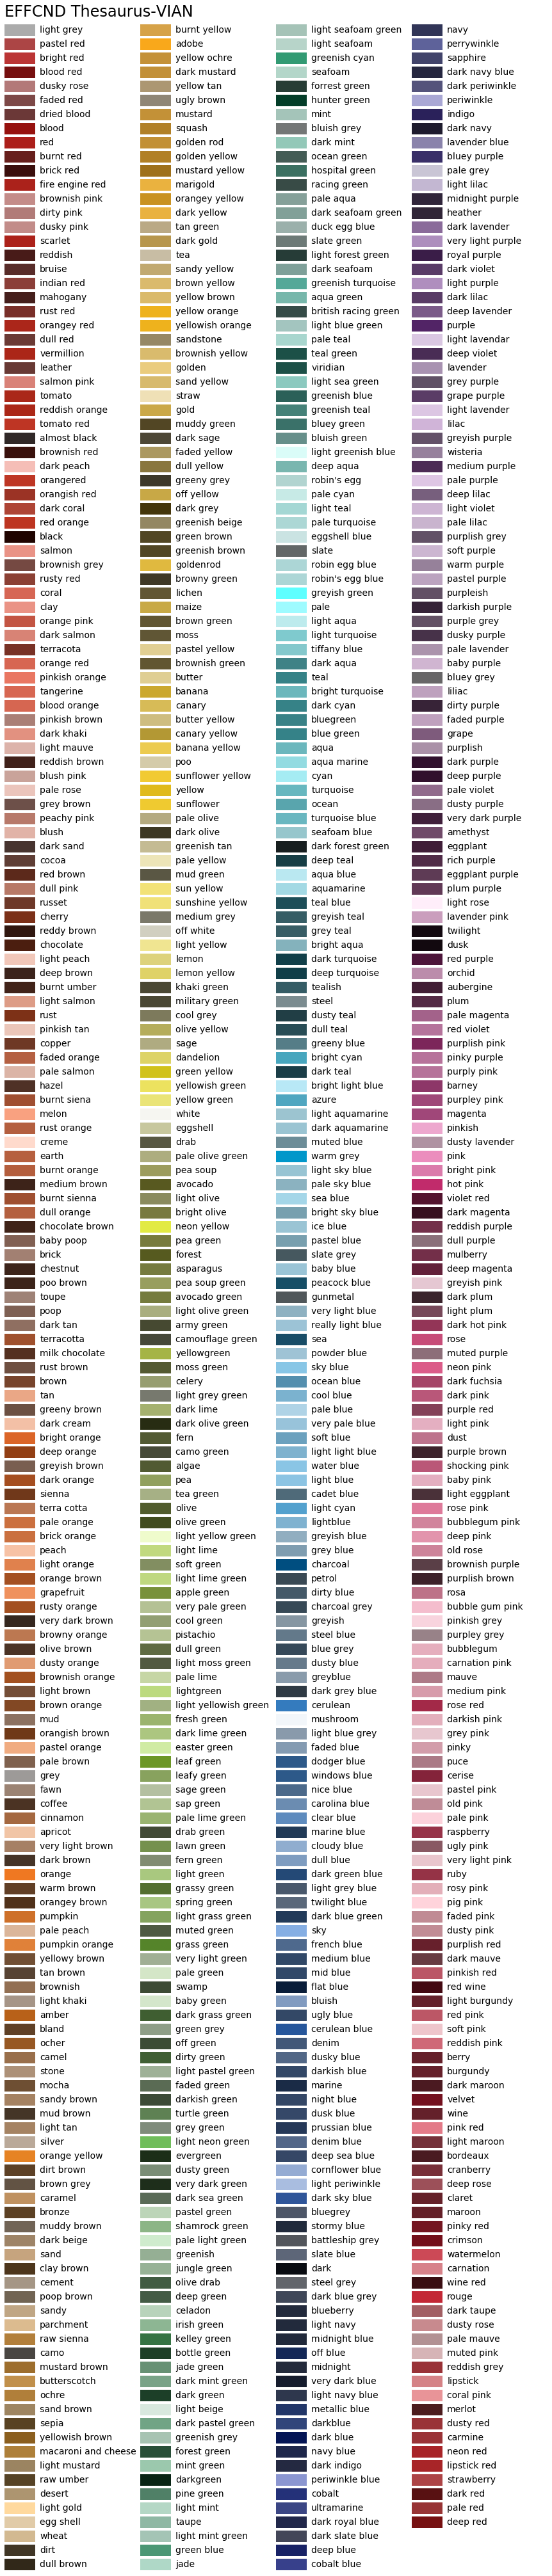 EFFCND Thesaurus-VIAN
light grey
pastel red
bright red
blood red
dusky rose
faded red
dried blood
blood
red
burnt red
brick red
fire engine red
brownish pink
dirty pink
dusky pink
scarlet
reddish
bruise
indian red
mahogany
rust red
orangey red
dull red
vermillion
leather
salmon pink
tomato
reddish orange
tomato red
almost black
brownish red
dark peach
orangered
orangish red
dark coral
red orange
black
salmon
brownish grey
rusty red
coral
clay
orange pink
dark salmon
terracota
orange red
pinkish orange
tangerine
blood orange
pinkish brown
dark khaki
light mauve
reddish brown
blush pink
pale rose
grey brown
peachy pink
blush
dark sand
cocoa
red brown
dull pink
russet
cherry
reddy brown
chocolate
light peach
deep brown
burnt umber
light salmon
rust
pinkish tan
copper
faded orange
pale salmon
hazel
burnt siena
melon
rust orange
creme
earth
burnt orange
medium brown
burnt sienna
dull orange
chocolate brown
baby poop
brick
chestnut
poo brown
toupe
poop
dark tan
terracotta
milk chocolate
rust brown
brown
tan
greeny brown
dark cream
bright orange
deep orange
greyish brown
dark orange
sienna
terra cotta
pale orange
brick orange
peach
light orange
orange brown
grapefruit
rusty orange
very dark brown
browny orange
olive brown
dusty orange
brownish orange
light brown
brown orange
mud
orangish brown
pastel orange
pale brown
grey
fawn
coffee
cinnamon
apricot
very light brown
dark brown
orange
warm brown
orangey brown
pumpkin
pale peach
pumpkin orange
yellowy brown
tan brown
brownish
light khaki
amber
bland
ocher
camel
stone
mocha
sandy brown
mud brown
light tan
silver
orange yellow
dirt brown
brown grey
caramel
bronze
muddy brown
dark beige
sand
clay brown
cement
poop brown
sandy
parchment
raw sienna
camo
mustard brown
butterscotch
ochre
sand brown
sepia
yellowish brown
macaroni and cheese
light mustard
raw umber
desert
light gold
egg shell
wheat
dirt
dull brown
burnt yellow
adobe
yellow ochre
dark mustard
yellow tan
ugly brown
mustard
squash
golden rod
golden yellow
mustard yellow
marigold
orangey yellow
dark yellow
tan green
dark gold
tea
sandy yellow
brown yellow
yellow brown
yellow orange
yellowish orange
sandstone
brownish yellow
golden
sand yellow
straw
gold
muddy green
dark sage
faded yellow
dull yellow
greeny grey
off yellow
dark grey
greenish beige
green brown
greenish brown
goldenrod
browny green
lichen
maize
brown green
moss
pastel yellow
brownish green
butter
banana
canary
butter yellow
canary yellow
banana yellow
poo
sunflower yellow
yellow
sunflower
pale olive
dark olive
greenish tan
pale yellow
mud green
sun yellow
sunshine yellow
medium grey
off white
light yellow
lemon
lemon yellow
khaki green
military green
cool grey
olive yellow
sage
dandelion
green yellow
yellowish green
yellow green
white
eggshell
drab
pale olive green
pea soup
avocado
light olive
bright olive
neon yellow
pea green
forest
asparagus
pea soup green
avocado green
light olive green
army green
camouflage green
yellowgreen
moss green
celery
light grey green
dark lime
dark olive green
fern
camo green
algae
pea
tea green
olive
olive green
light yellow green
light lime
soft green
light lime green
apple green
very pale green
cool green
pistachio
dull green
light moss green
pale lime
lightgreen
light yellowish green
fresh green
dark lime green
easter green
leaf green
leafy green
sage green
sap green
pale lime green
drab green
lawn green
fern green
light green
grassy green
spring green
light grass green
muted green
grass green
very light green
pale green
swamp
baby green
dark grass green
green grey
off green
dirty green
light pastel green
faded green
darkish green
turtle green
grey green
light neon green
evergreen
dusty green
very dark green
dark sea green
pastel green
shamrock green
pale light green
greenish
jungle green
olive drab
deep green
celadon
irish green
kelley green
bottle green
jade green
dark mint green
dark green
light beige
dark pastel green
greenish grey
forest green
mint green
darkgreen
pine green
light mint
taupe
light mint green
green blue
jade
light seafoam green
light seafoam
greenish cyan
seafoam
forrest green
hunter green
mint
bluish grey
dark mint
ocean green
hospital green
racing green
pale aqua
dark seafoam green
duck egg blue
slate green
light forest green
dark seafoam
greenish turquoise
aqua green
british racing green
light blue green
pale teal
teal green
viridian
light sea green
greenish blue
greenish teal
bluey green
bluish green
light greenish blue
deep aqua
robin's egg
pale cyan
light teal
pale turquoise
eggshell blue
slate
robin egg blue
robin's egg blue
greyish green
pale
light aqua
light turquoise
tiffany blue
dark aqua
teal
bright turquoise
dark cyan
bluegreen
blue green
aqua
aqua marine
cyan
turquoise
ocean
turquoise blue
seafoam blue
dark forest green
deep teal
aqua blue
aquamarine
teal blue
greyish teal
grey teal
bright aqua
dark turquoise
deep turquoise
tealish
steel
dusty teal
dull teal
greeny blue
bright cyan
dark teal
bright light blue
azure
light aquamarine
dark aquamarine
muted blue
warm grey
light sky blue
pale sky blue
sea blue
bright sky blue
ice blue
pastel blue
slate grey
baby blue
peacock blue
gunmetal
very light blue
really light blue
sea
powder blue
sky blue
ocean blue
cool blue
pale blue
very pale blue
soft blue
light light blue
water blue
light blue
cadet blue
light cyan
lightblue
greyish blue
grey blue
charcoal
petrol
dirty blue
charcoal grey
greyish
steel blue
blue grey
dusty blue
greyblue
dark grey blue
cerulean
mushroom
light blue grey
faded blue
dodger blue
windows blue
nice blue
carolina blue
clear blue
marine blue
cloudy blue
dull blue
dark green blue
light grey blue
twilight blue
dark blue green
sky
french blue
medium blue
mid blue
flat blue
bluish
ugly blue
cerulean blue
denim
dusky blue
darkish blue
marine
night blue
dusk blue
prussian blue
denim blue
deep sea blue
cornflower blue
light periwinkle
dark sky blue
bluegrey
stormy blue
battleship grey
slate blue
dark
steel grey
dark blue grey
blueberry
light navy
midnight blue
off blue
midnight
very dark blue
light navy blue
metallic blue
darkblue
dark blue
navy blue
dark indigo
periwinkle blue
cobalt
ultramarine
dark royal blue
dark slate blue
deep blue
cobalt blue
navy
perrywinkle
sapphire
dark navy blue
dark periwinkle
periwinkle
indigo
dark navy
lavender blue
bluey purple
pale grey
light lilac
midnight purple
heather
dark lavender
very light purple
royal purple
dark violet
light purple
dark lilac
deep lavender
purple
light lavendar
deep violet
lavender
grey purple
grape purple
light lavender
lilac
greyish purple
wisteria
medium purple
pale purple
deep lilac
light violet
pale lilac
purplish grey
soft purple
warm purple
pastel purple
purpleish
darkish purple
purple grey
dusky purple
pale lavender
baby purple
bluey grey
liliac
dirty purple
faded purple
grape
purplish
dark purple
deep purple
pale violet
dusty purple
very dark purple
amethyst
eggplant
rich purple
eggplant purple
plum purple
light rose
lavender pink
twilight
dusk
red purple
orchid
aubergine
plum
pale magenta
red violet
purplish pink
pinky purple
purply pink
barney
purpley pink
magenta
pinkish
dusty lavender
pink
bright pink
hot pink
violet red
dark magenta
reddish purple
dull purple
mulberry
deep magenta
greyish pink
dark plum
light plum
dark hot pink
rose
muted purple
neon pink
dark fuchsia
dark pink
purple red
light pink
dust
purple brown
shocking pink
baby pink
light eggplant
rose pink
bubblegum pink
deep pink
old rose
brownish purple
purplish brown
rosa
bubble gum pink
pinkish grey
purpley grey
bubblegum
carnation pink
mauve
medium pink
rose red
darkish pink
grey pink
pinky
puce
cerise
pastel pink
old pink
pale pink
raspberry
ugly pink
very light pink
ruby
rosy pink
pig pink
faded pink
dusty pink
purplish red
dark mauve
pinkish red
red wine
light burgundy
red pink
soft pink
reddish pink
berry
burgundy
dark maroon
velvet
wine
pink red
light maroon
bordeaux
cranberry
deep rose
claret
maroon
pinky red
crimson
watermelon
carnation
wine red
rouge
dark taupe
dusty rose
pale mauve
muted pink
reddish grey
lipstick
coral pink
merlot
dusty red
carmine
neon red
lipstick red
strawberry
dark red
pale red
deep red